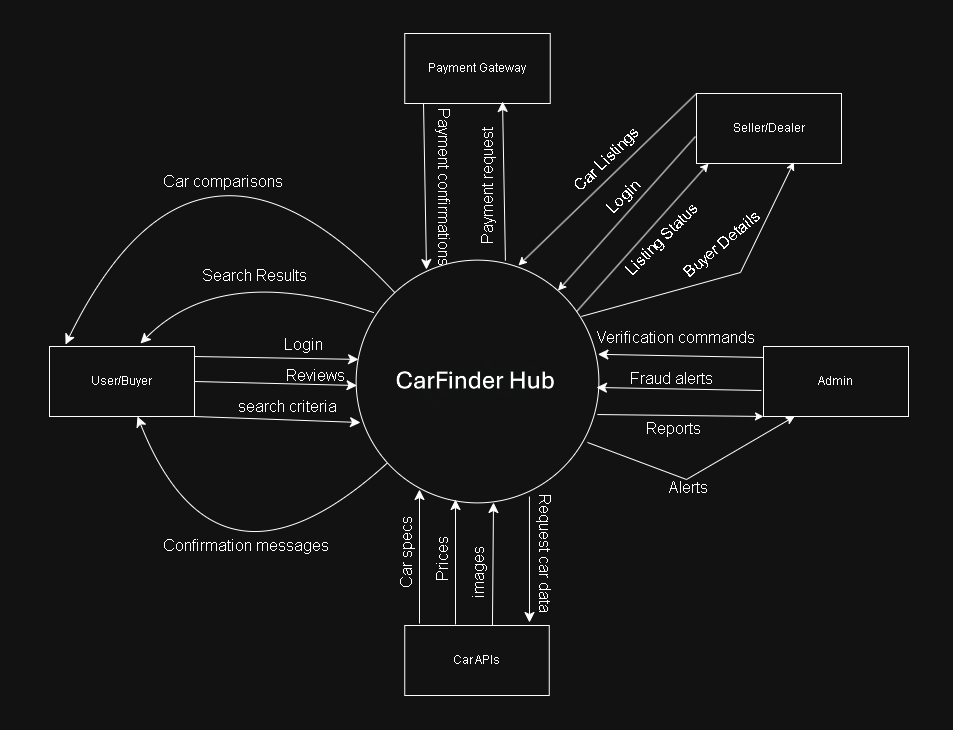 Payment Gateway
Payment confirmations
Payment request
Seller/Dealer
Car Listings
Login
Listing Status
Buyer Details
Car comparisons
Search Results
Login
Reviews
search criteria
User/Buyer
CarFinder Hub
Verification commands
Fraud alerts
Admin
Reports
Alerts
Confirmation messages
Car specs
Prices
images
Request car data
Car APIs